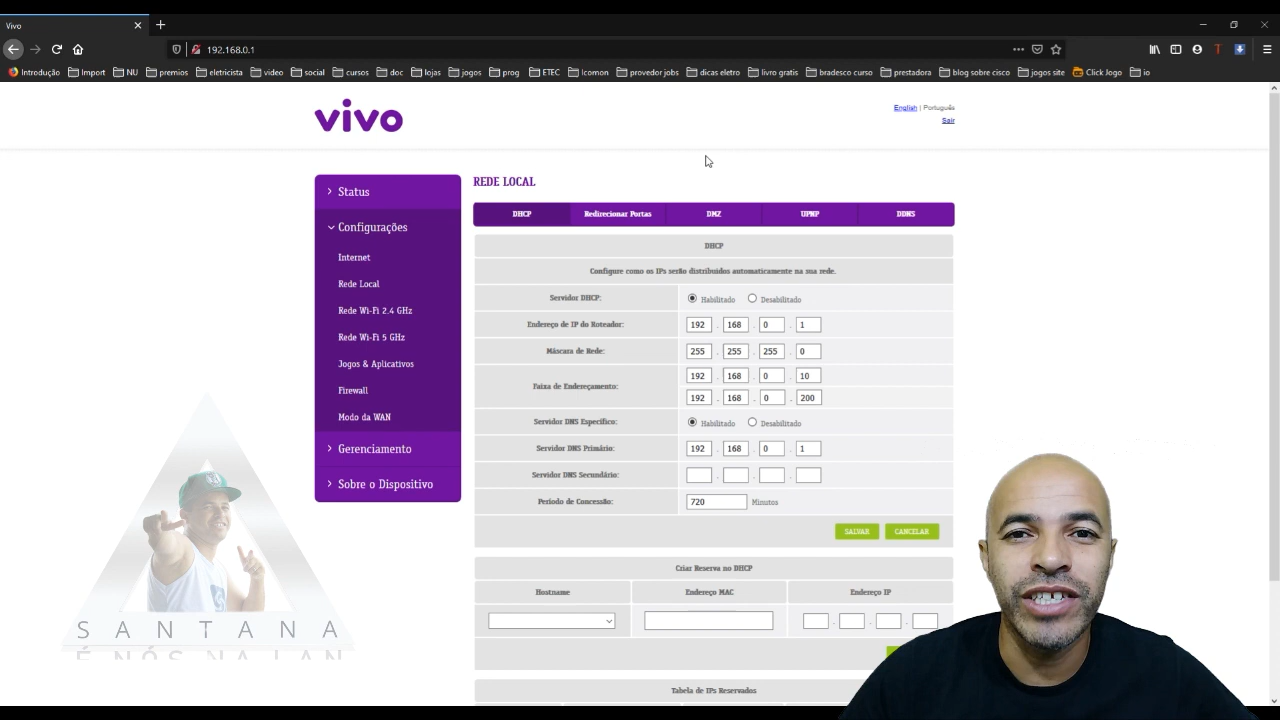 Vivo
192.168.0.1
Introdução Import NU premios eletricista video social cursos doc lojas jogos prog ETEC Icomon provedor jobs dicas eletro livro gratis bradesco curso prestadora blog sobre cisco jogos site Click Jogo io
vivo
English | Português
Sair
Status
Configurações
Internet
Rede Local
Rede Wi-Fi 2.4 GHz
Rede Wi-Fi 5 GHz
Jogos & Aplicativos
Firewall
Modo da WAN
Gerenciamento
Sobre o Dispositivo
REDE LOCAL
DHCP Redirecionar Portas DMZ UPNP DDNS
DHCP
Configure como os IPs serão distribuídos automaticamente na sua rede.
Servidor DHCP: Habilitado Desabilitado
Endereço de IP do Roteador: 192 . 168 . 0 . 1
Máscara de Rede: 255 . 255 . 255 . 0
Faixa de Endereçamento: 192 . 168 . 0 . 10
192 . 168 . 0 . 200
Servidor DNS Específico: Habilitado Desabilitado
Servidor DNS Primário: 192 . 168 . 0 . 1
Servidor DNS Secundário: . . .
Período de Concessão: 720 Minutos
SALVAR CANCELAR
Criar Reserva no DHCP
Hostname Endereço MAC Endereço IP
. . .
Tabela de IPs Reservados
SANTANA
É NÓS NA LAN